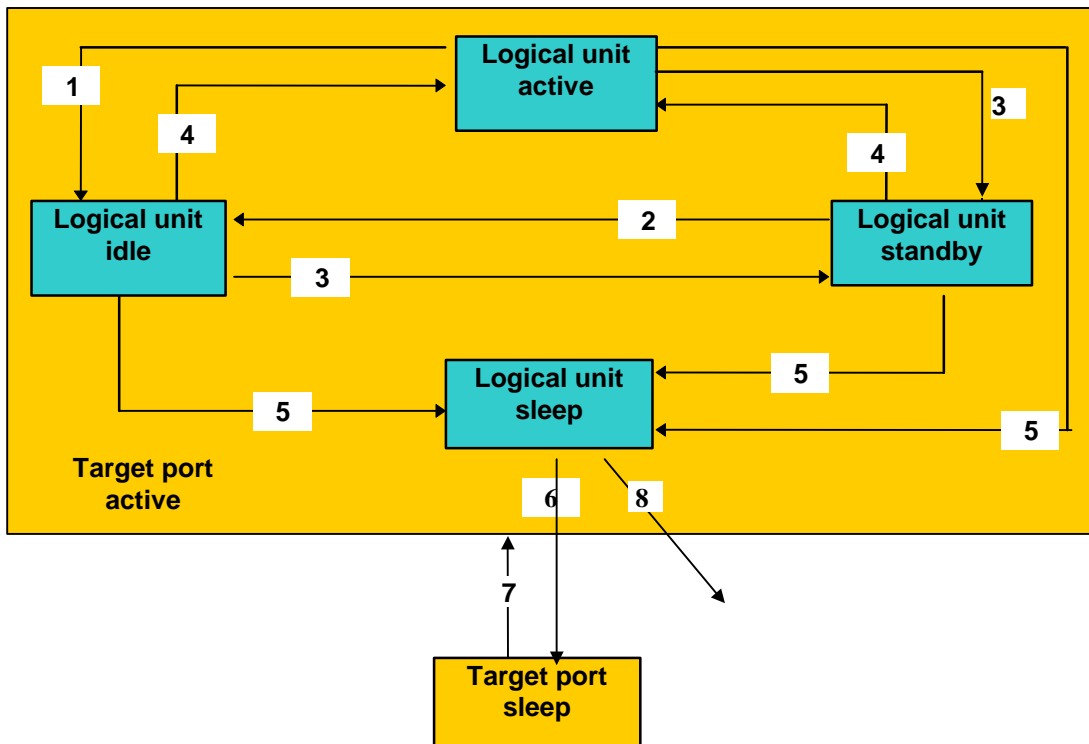 Logical unit
active
1
3
4
4
Logical unit
idle
2
Logical unit
standby
3
Logical unit
sleep
5
5
5
Target port
active
6
8
7
Target port
sleep